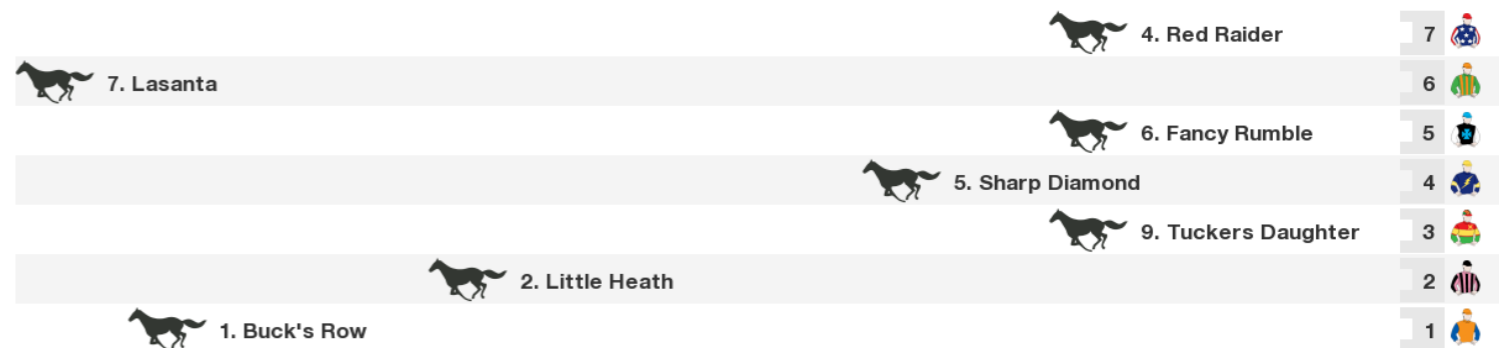 4. Red Raider 7
7. Lasanta 6
6. Fancy Rumble 5
5. Sharp Diamond 4
9. Tuckers Daughter 3
2. Little Heath 2
1. Buck's Row 1